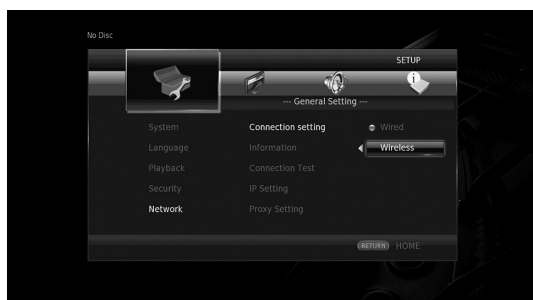 No Disc
SETUP
--- General Setting ---
System Connection setting Wired
Language Information Wireless
Playback Connection Test
Security IP Setting
Network Proxy Setting
RETURN HOME